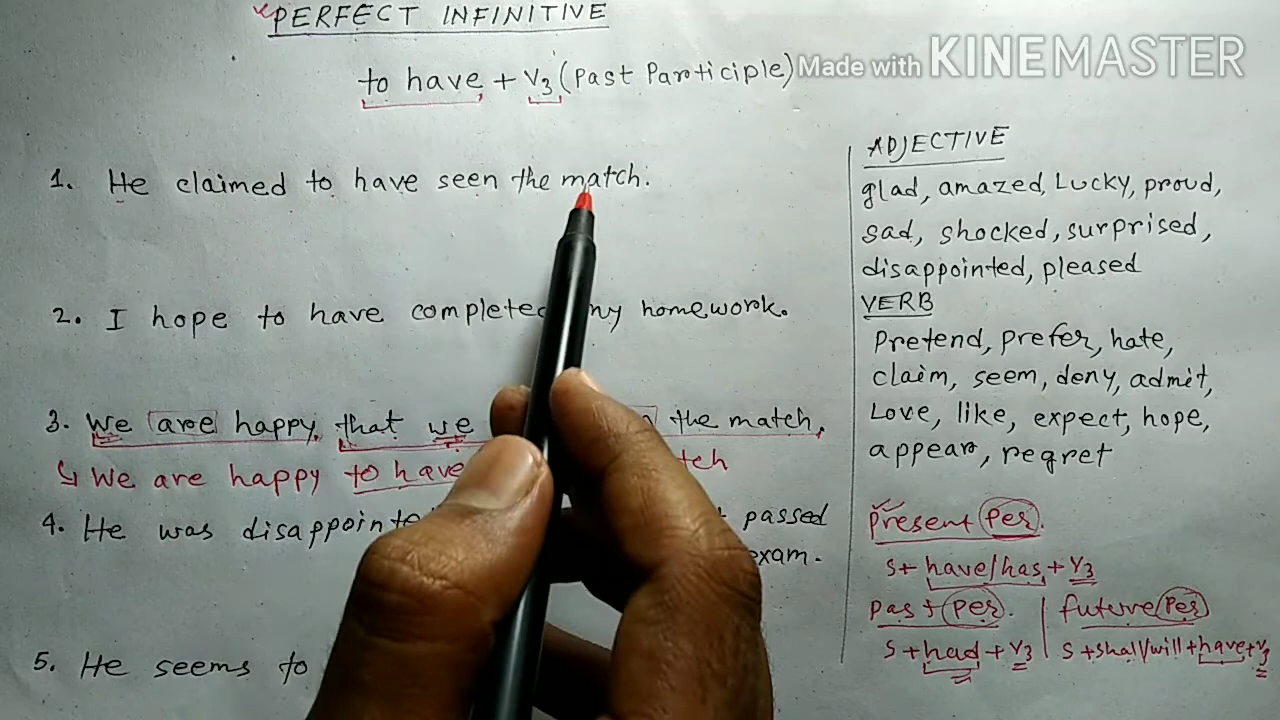 PERFECT INFINITIVE
to have + V3 (Past Participle)
Made with KINEMASTER
1. He claimed to have seen the match.
2. I hope to have completed my homework.
3. We are happy, that we the match.
↳ We are happy to have
4. He was disappointed passed
exam.
5. He seems to
ADJECTIVE
glad, amazed, Lucky, proud,
sad, shocked, surprised,
disappointed, pleased
VERB
Pretend, prefer, hate,
claim, seem, deny, admit,
Love, like, expect, hope,
appear, regret
present Per.
S + have/has + V3
past Per.
S + had + V3
future Per
S + shall/will + have + V3